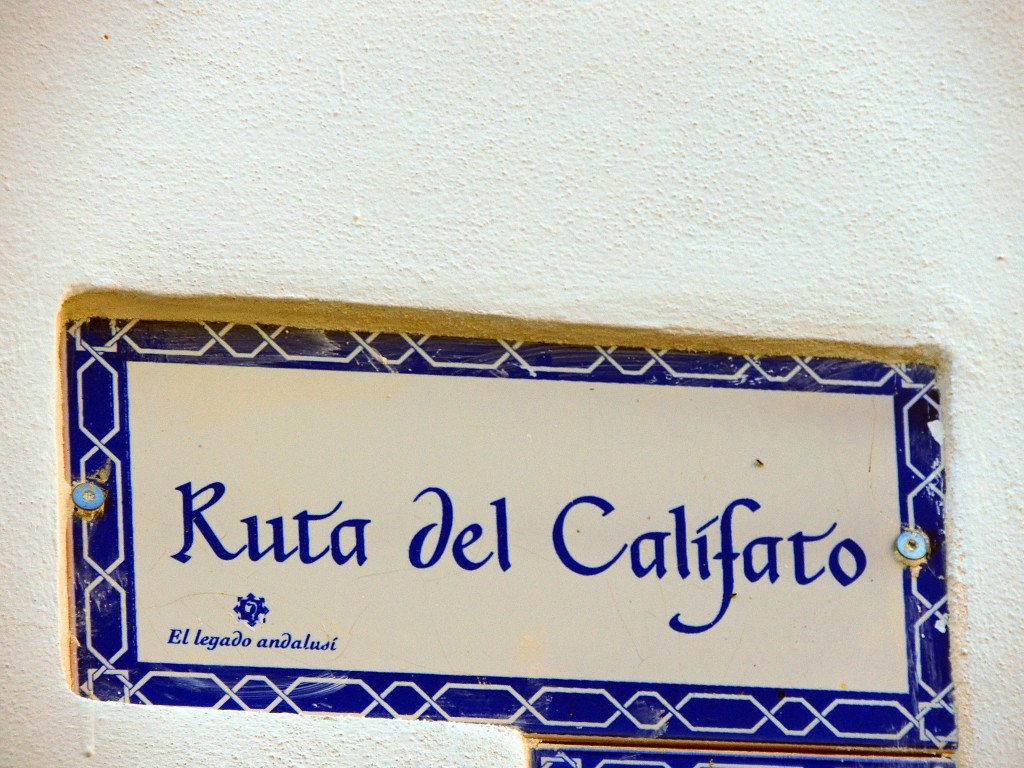 Ruta del Califato
El legado andalusí